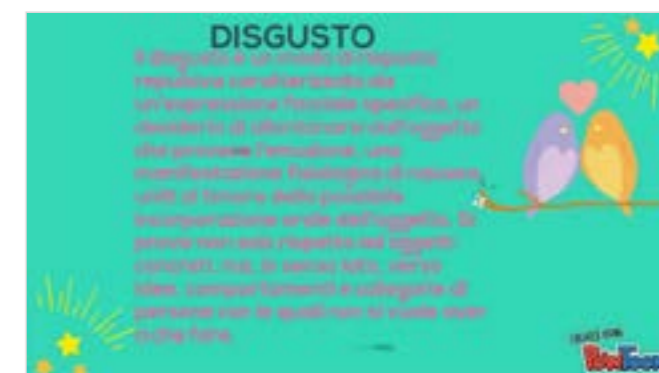 DISGUSTO
Il disgusto è un modo di risposta
repulsiva caratterizzato da
un'espressione facciale specifica, un
desiderio di allontanarsi dall'oggetto
che provoca l'emozione, una
manifestazione fisiologica di nausea,
uniti al timore della possibile
incorporazione orale dell'oggetto. Si
prova non solo rispetto ad oggetti
concreti, ma, in senso lato, verso
idee, comportamenti e categorie di
persone con le quali non si vuole aver
a che fare.
PowToon